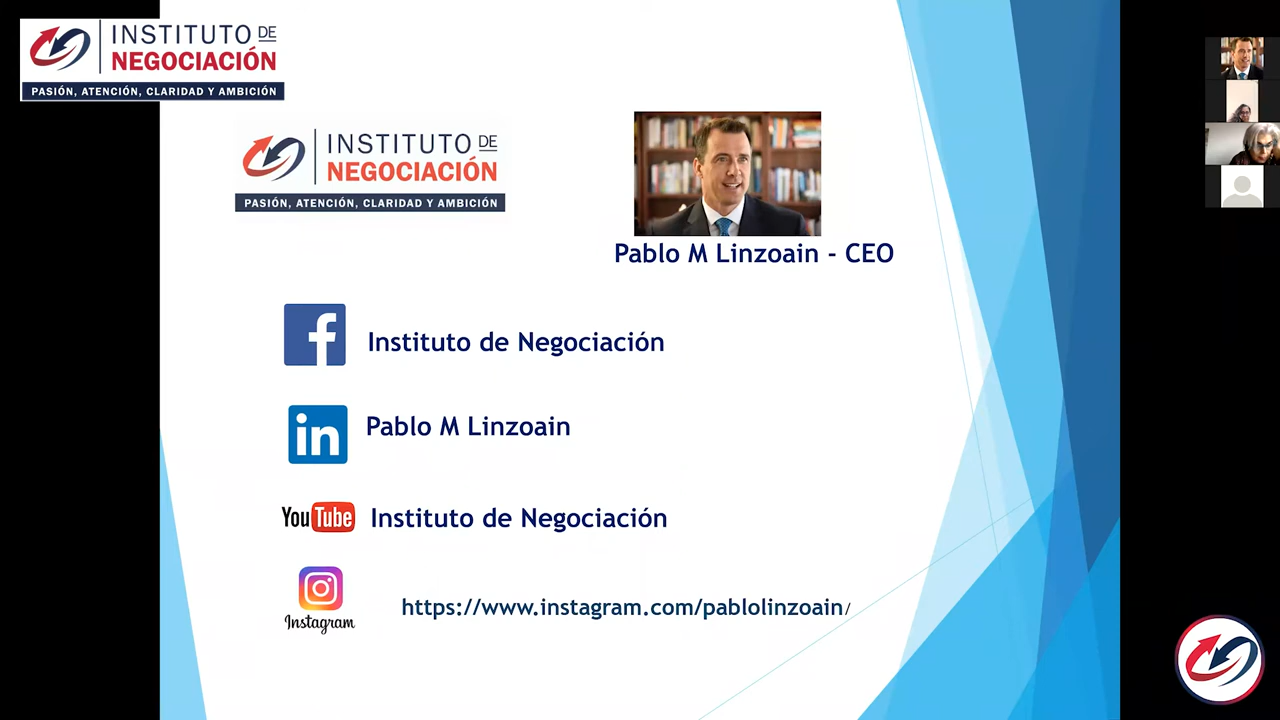 INSTITUTO DE
NEGOCIACIÓN
PASIÓN, ATENCIÓN, CLARIDAD Y AMBICIÓN
INSTITUTO DE
NEGOCIACIÓN
PASIÓN, ATENCIÓN, CLARIDAD Y AMBICIÓN
Pablo M Linzoain - CEO
f Instituto de Negociación
in Pablo M Linzoain
YouTube Instituto de Negociación
Instagram https://www.instagram.com/pablolinzoain/